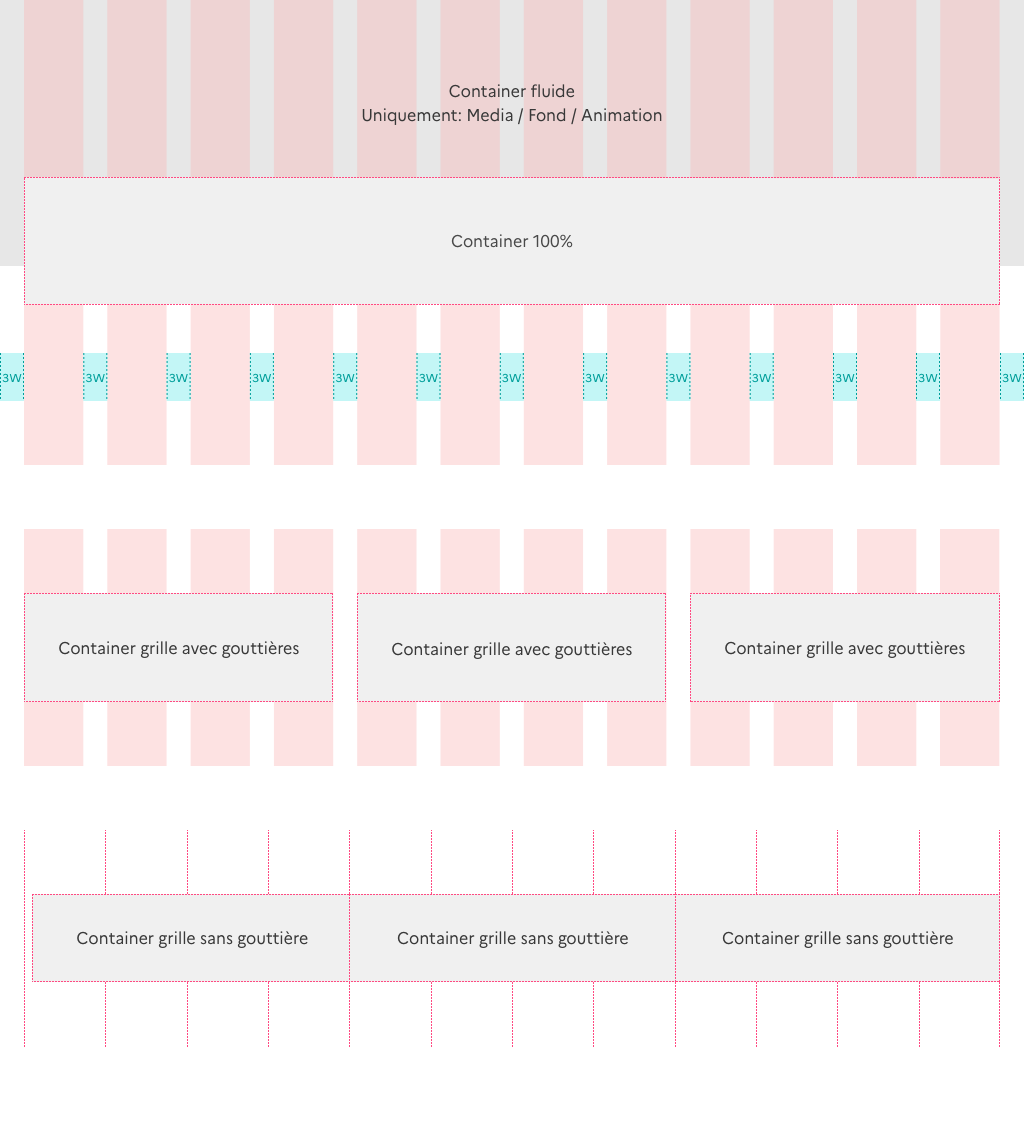 Container fluide
Uniquement: Media / Fond / Animation
Container 100%
3W 3W 3W 3W 3W 3W 3W 3W 3W 3W 3W 3W 3W
Container grille avec gouttières Container grille avec gouttières Container grille avec gouttières
Container grille sans gouttière Container grille sans gouttière Container grille sans gouttière